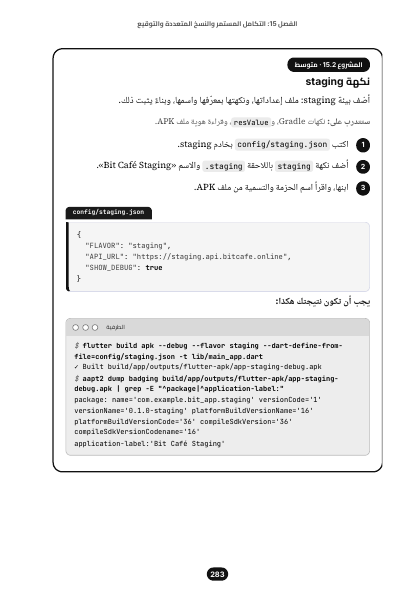 الفصل 15: التكامل المستمر والنسخ المتعددة والتوقيع
المشروع 15.2 · متوسط
نكهة staging
أضف بيئة staging: ملف إعداداتها، ونكهتها بمعرّفها واسمها، وبناءً يثبت ذلك.
ستتدرب على: نكهات Gradle، و resValue، وقراءة هوية ملف APK.
1 اكتب config/staging.json بخادم staging.
2 أضف نكهة staging باللاحقة .staging والاسم «Bit Café Staging».
3 ابنها، واقرأ اسم الحزمة والتسمية من ملف APK.
config/staging.json
{
"FLAVOR": "staging",
"API_URL": "https://staging.api.bitcafe.online",
"SHOW_DEBUG": true
}
يجب أن تكون نتيجتك هكذا:
الطرفية
$ flutter build apk --debug --flavor staging --dart-define-from-
file=config/staging.json -t lib/main_app.dart
✓ Built build/app/outputs/flutter-apk/app-staging-debug.apk
$ aapt2 dump badging build/app/outputs/flutter-apk/app-staging-
debug.apk | grep -E "^package|^application-label:"
package: name='com.example.bit_app.staging' versionCode='1'
versionName='0.1.0-staging' platformBuildVersionName='16'
platformBuildVersionCode='36' compileSdkVersion='36'
compileSdkVersionCodename='16'
application-label:'Bit Café Staging'
283